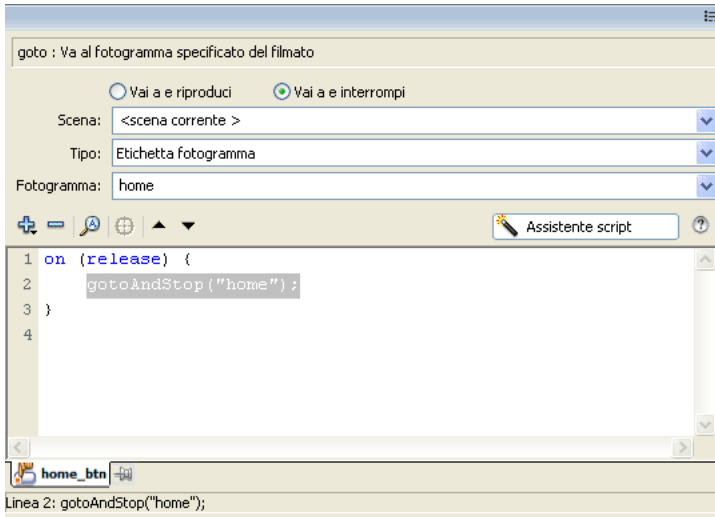 goto : Va al fotogramma specificato del filmato
Vai a e riproduci Vai a e interrompi
Scena: <scena corrente >
Tipo: Etichetta fotogramma
Fotogramma: home
Assistente script
1 on (release) {
2 gotoAndStop("home");
3 }
4
home_btn
Linea 2: gotoAndStop("home");